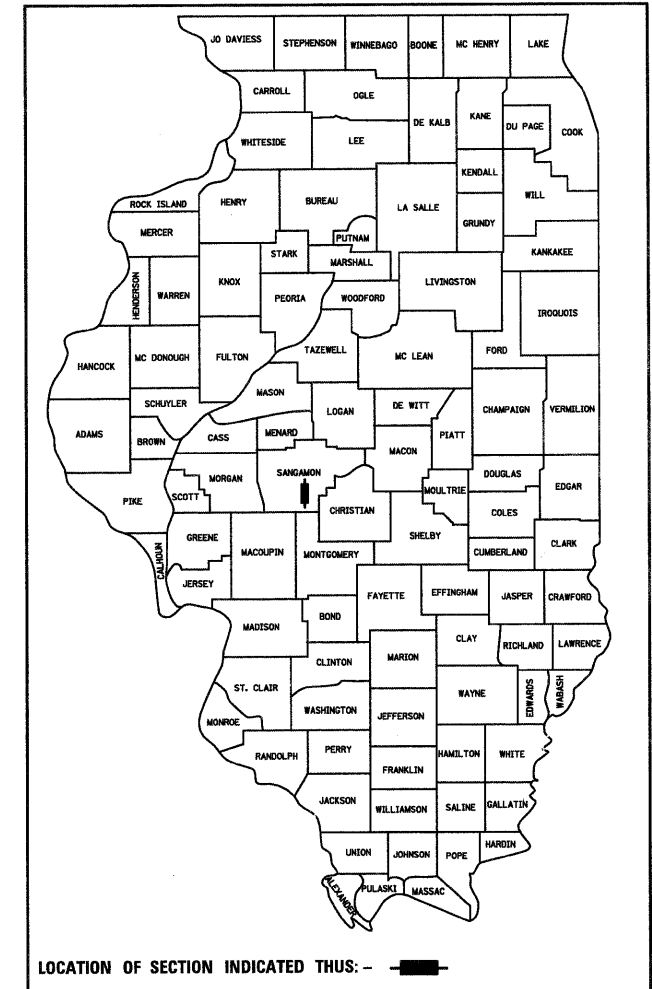 JO DAVIESS STEPHENSON WINNEBAGO BOONE MC HENRY LAKE
CARROLL OGLE DE KALB KANE DU PAGE COOK
WHITESIDE LEE
KENDALL WILL
ROCK ISLAND HENRY BUREAU LA SALLE GRUNDY
MERCER PUTNAM
STARK MARSHALL KANKAKEE
HENDERSON WARREN KNOX PEORIA WOODFORD LIVINGSTON IROQUOIS
HANCOCK MC DONOUGH FULTON TAZEWELL MC LEAN FORD
MASON
SCHUYLER LOGAN DE WITT CHAMPAIGN VERMILION
ADAMS BROWN CASS MENARD MACON PIATT
SANGAMON DOUGLAS
PIKE SCOTT MORGAN CHRISTIAN MOULTRIE EDGAR
COLES
CALHOUN GREENE MACOUPIN MONTGOMERY SHELBY CUMBERLAND CLARK
JERSEY FAYETTE EFFINGHAM JASPER CRAWFORD
MADISON BOND
CLAY RICHLAND LAWRENCE
CLINTON MARION
ST. CLAIR WAYNE EDWARDS WABASH
MONROE WASHINGTON JEFFERSON
RANDOLPH PERRY HAMILTON WHITE
FRANKLIN
JACKSON WILLIAMSON SALINE GALLATIN
UNION JOHNSON POPE HARDIN
ALEXANDER PULASKI MASSAC
LOCATION OF SECTION INDICATED THUS: -